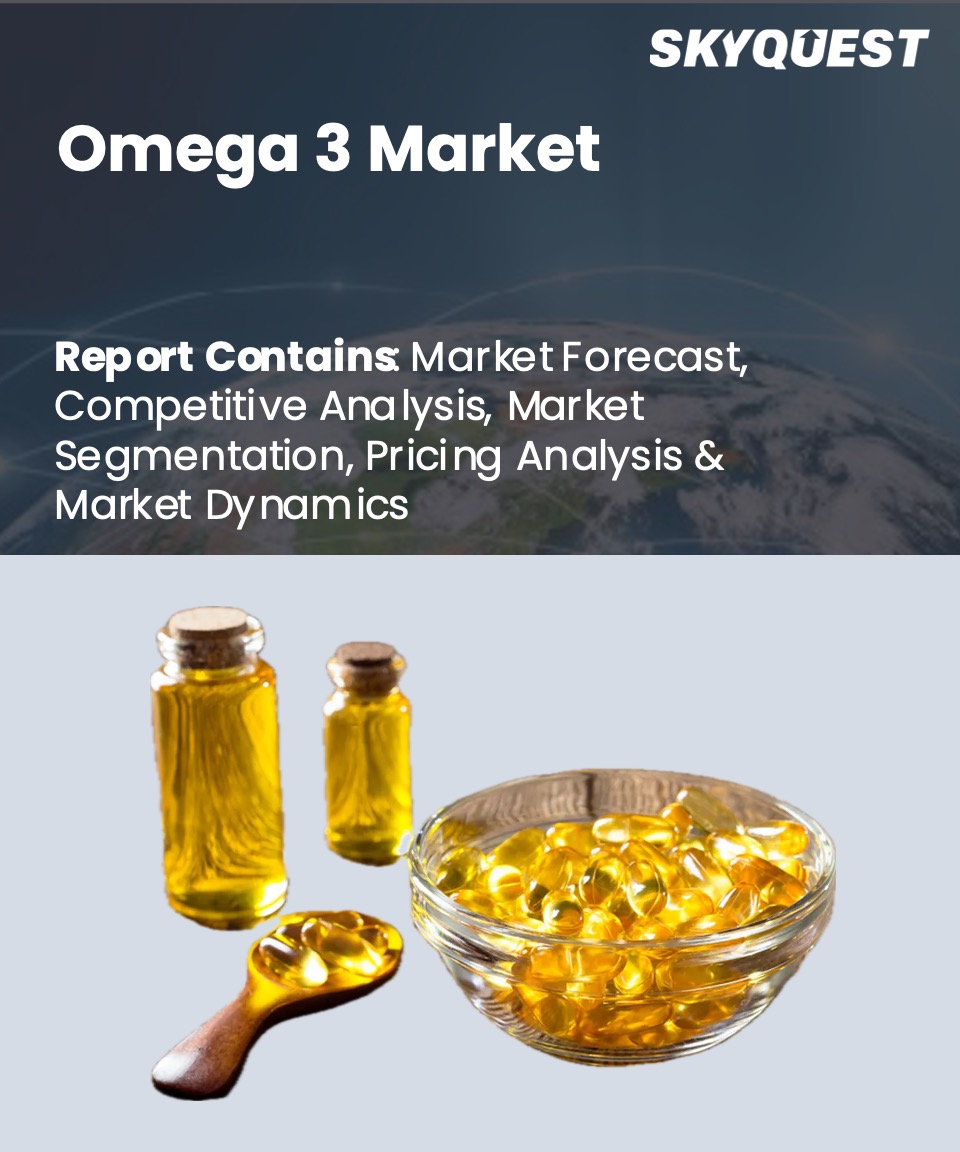 SKYQUEST
Omega 3 Market
Report Contains: Market Forecast,
Competitive Analysis, Market
Segmentation, Pricing Analysis &
Market Dynamics